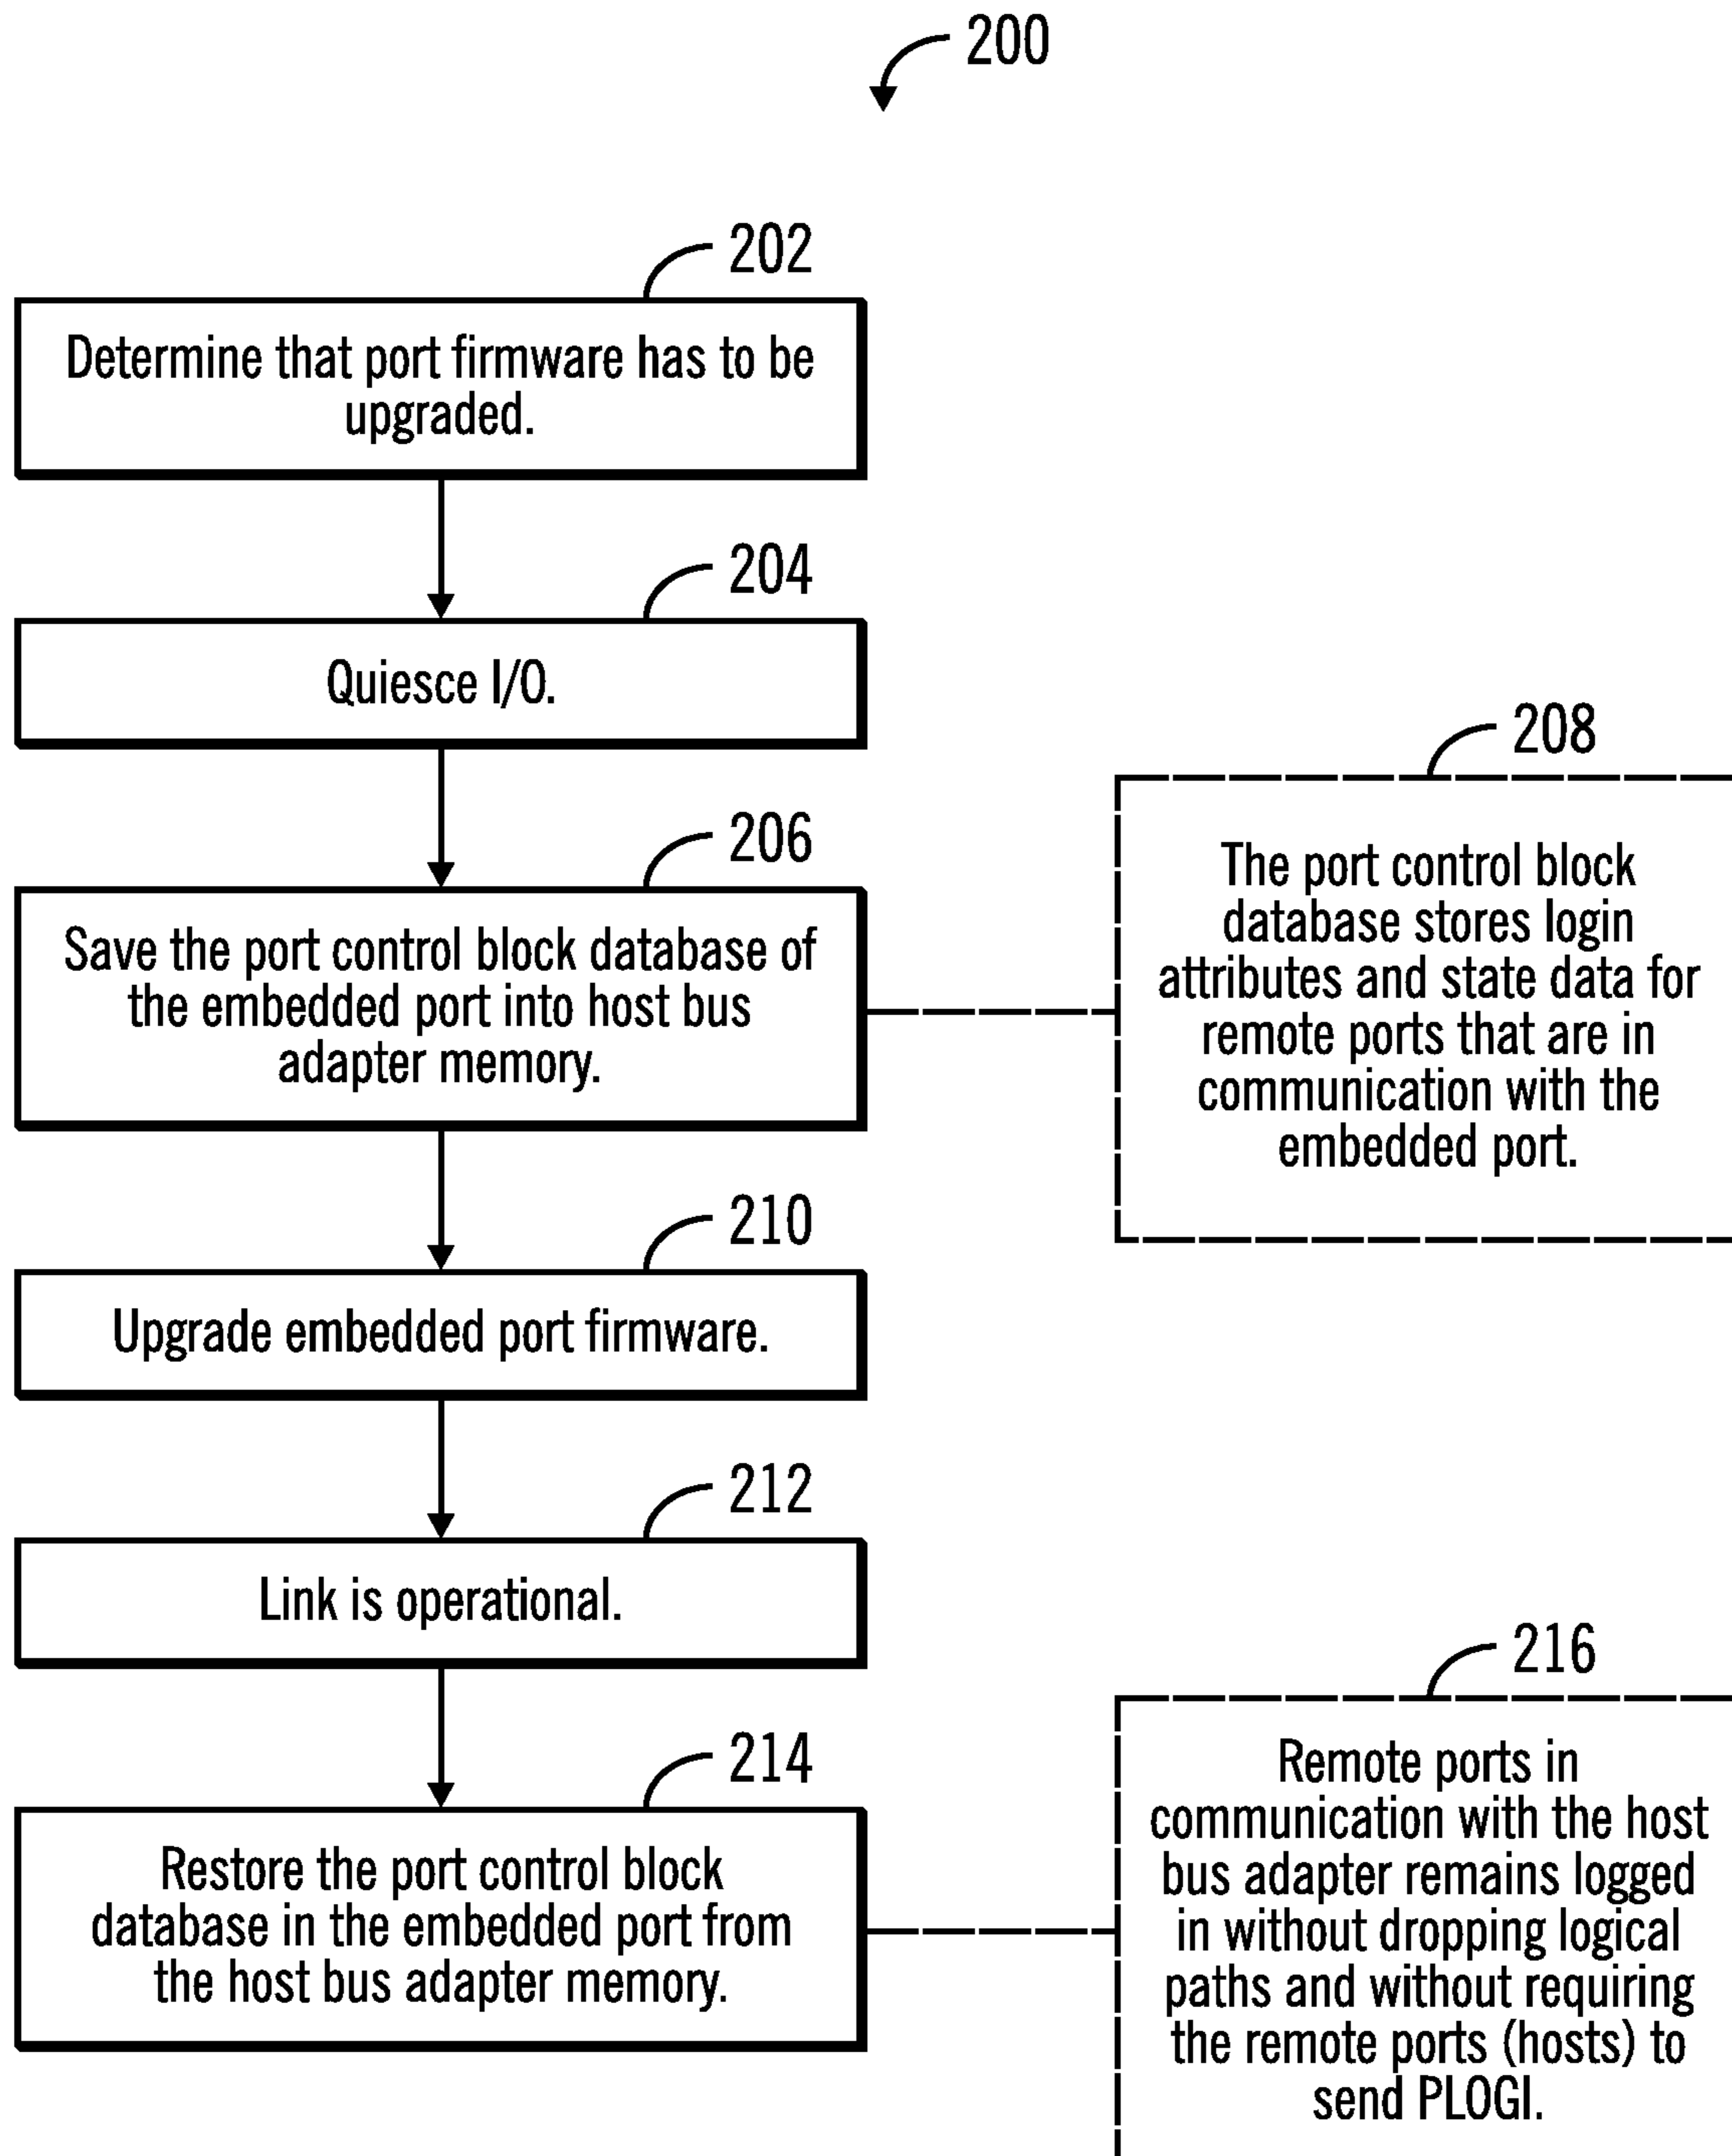 200
202
Determine that port firmware has to be
upgraded.
204
Quiesce I/O.
206
Save the port control block database of
the embedded port into host bus
adapter memory.
208
The port control block
database stores login
attributes and state data for
remote ports that are in
communication with the
embedded port.
210
Upgrade embedded port firmware.
212
Link is operational.
214
Restore the port control block
database in the embedded port from
the host bus adapter memory.
216
Remote ports in
communication with the host
bus adapter remains logged
in without dropping logical
paths and without requiring
the remote ports (hosts) to
send PLOGI.